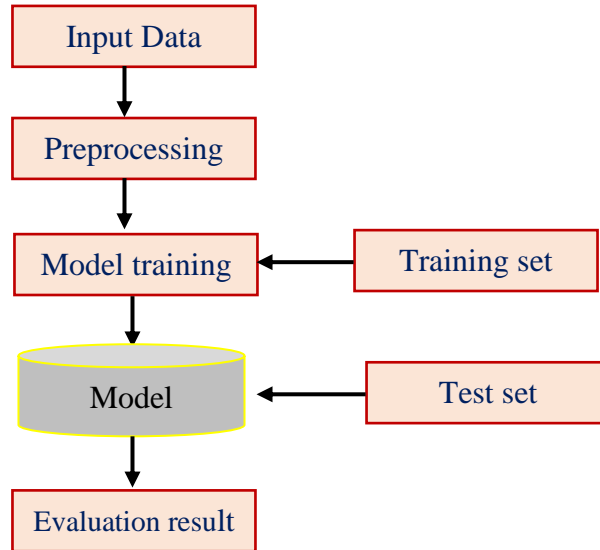 Input Data
Preprocessing
Model training
Training set
Model
Test set
Evaluation result